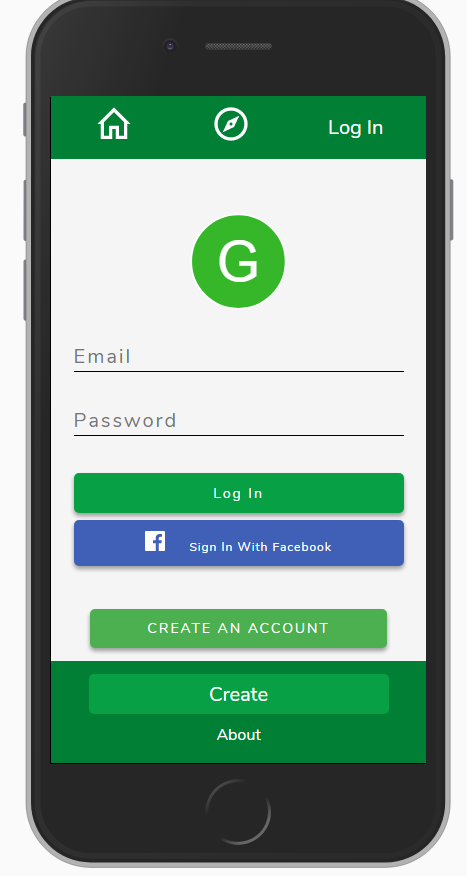 Log In
G
Email
Password
Log In
Sign In With Facebook
CREATE AN ACCOUNT
Create
About